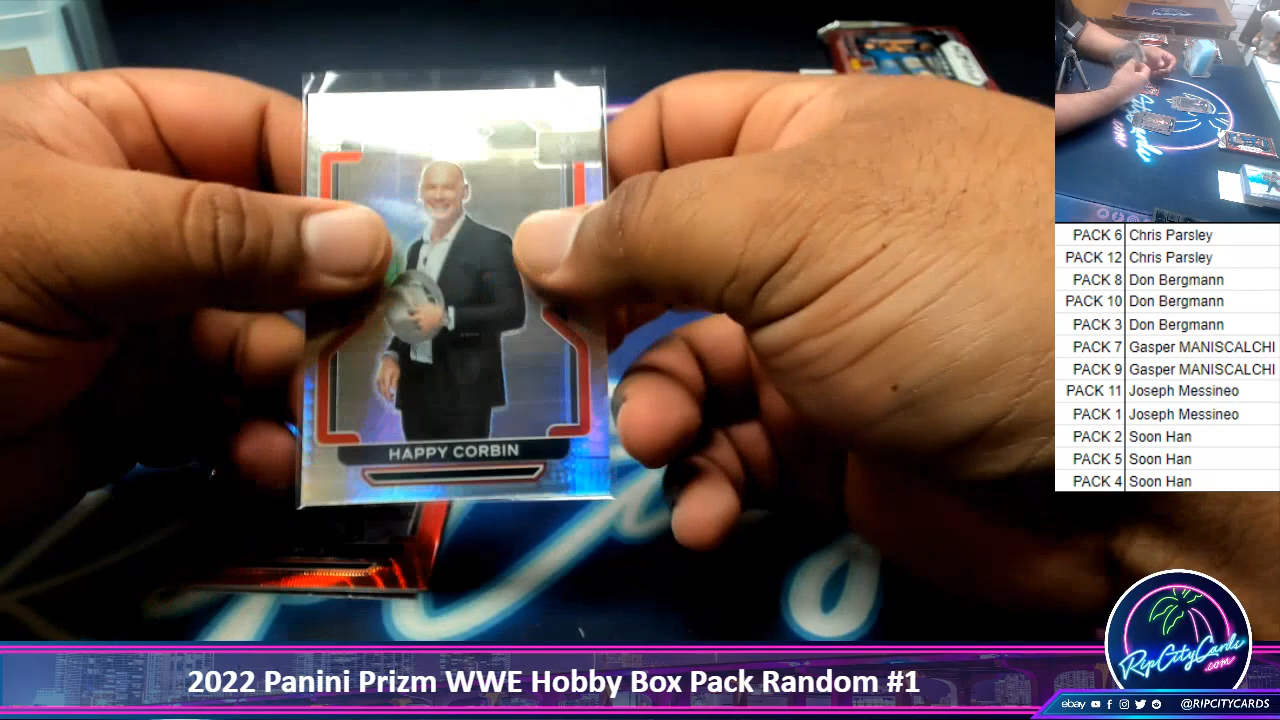 HAPPY CORBIN
PACK 6 Chris Parsley
PACK 12 Chris Parsley
PACK 8 Don Bergmann
PACK 10 Don Bergmann
PACK 3 Don Bergmann
PACK 7 Gasper MANISCALCHI
PACK 9 Gasper MANISCALCHI
PACK 11 Joseph Messineo
PACK 1 Joseph Messineo
PACK 2 Soon Han
PACK 5 Soon Han
PACK 4 Soon Han
RipCityCards
.com
2022 Panini Prizm WWE Hobby Box Pack Random #1
ebay @RIPCITYCARDS